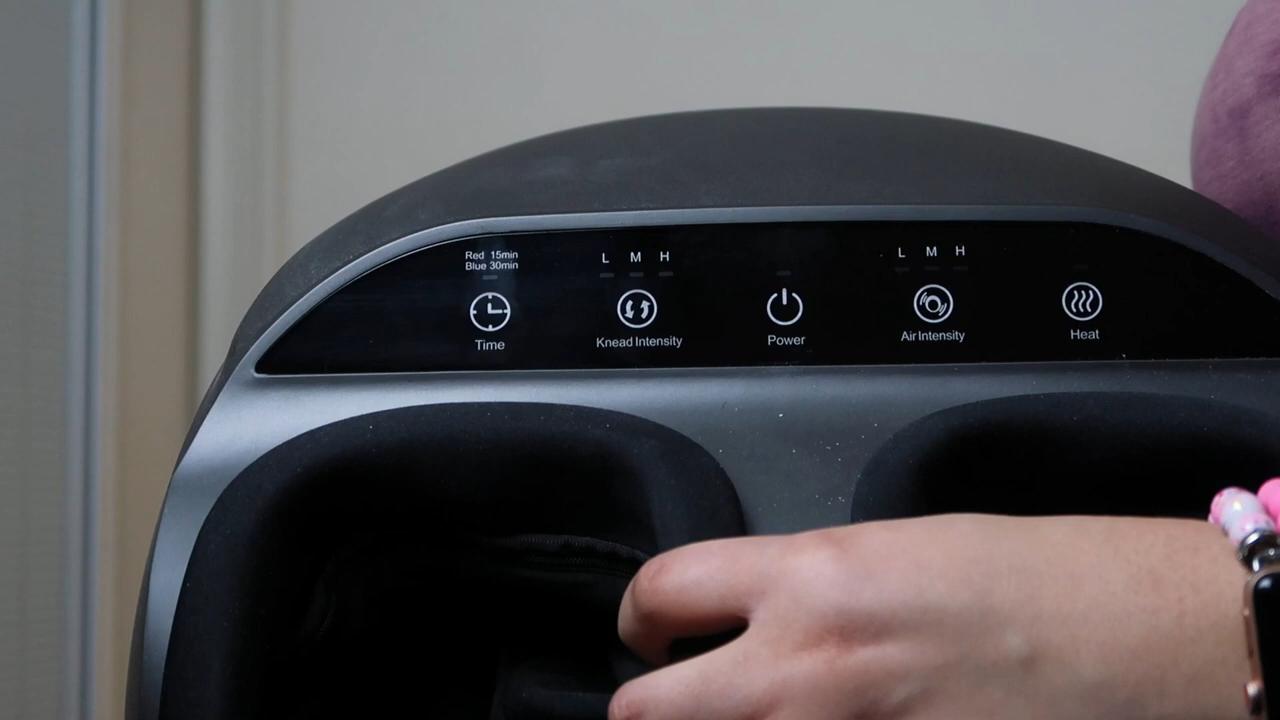 Red 15min
Blue 30min
L M H
L M H
Time
Knead Intensity
Power
Air Intensity
Heat